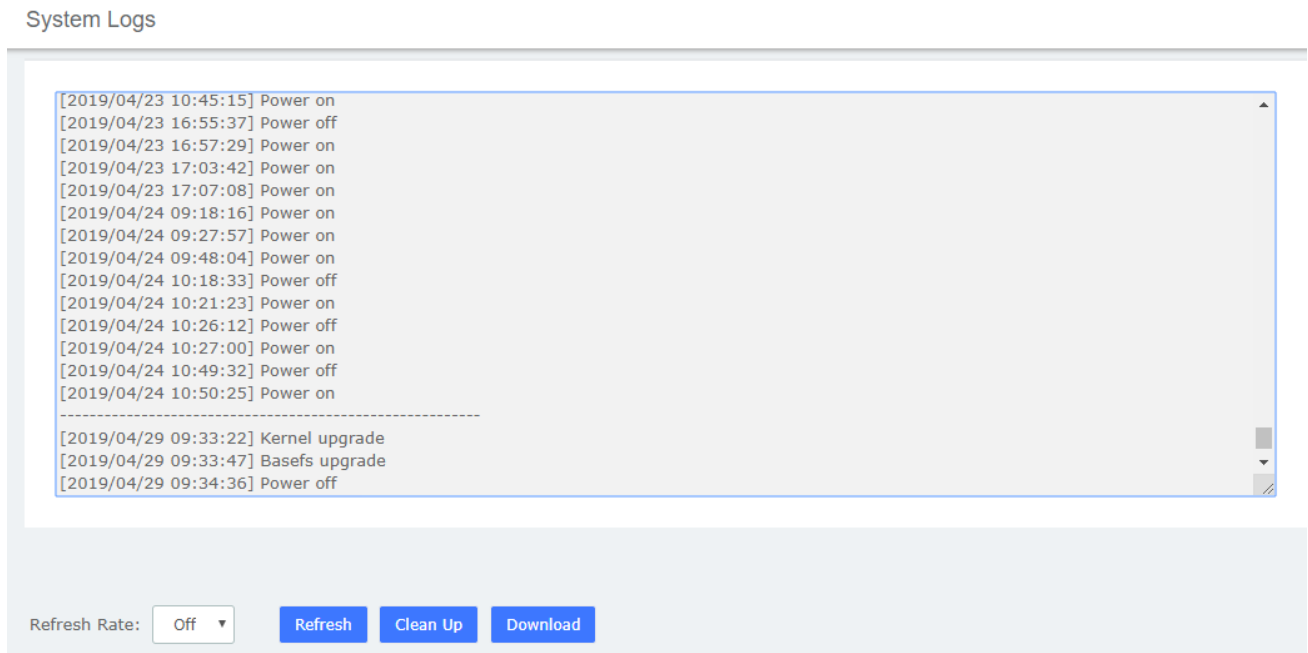 System Logs
[2019/04/23 10:45:15] Power on
[2019/04/23 16:55:37] Power off
[2019/04/23 16:57:29] Power on
[2019/04/23 17:03:42] Power on
[2019/04/23 17:07:08] Power on
[2019/04/24 09:18:16] Power on
[2019/04/24 09:27:57] Power on
[2019/04/24 09:48:04] Power on
[2019/04/24 10:18:33] Power off
[2019/04/24 10:21:23] Power on
[2019/04/24 10:26:12] Power off
[2019/04/24 10:27:00] Power on
[2019/04/24 10:49:32] Power off
[2019/04/24 10:50:25] Power on
---------------------------------------------------------
[2019/04/29 09:33:22] Kernel upgrade
[2019/04/29 09:33:47] Basefs upgrade
[2019/04/29 09:34:36] Power off
Refresh Rate: Off Refresh Clean Up Download